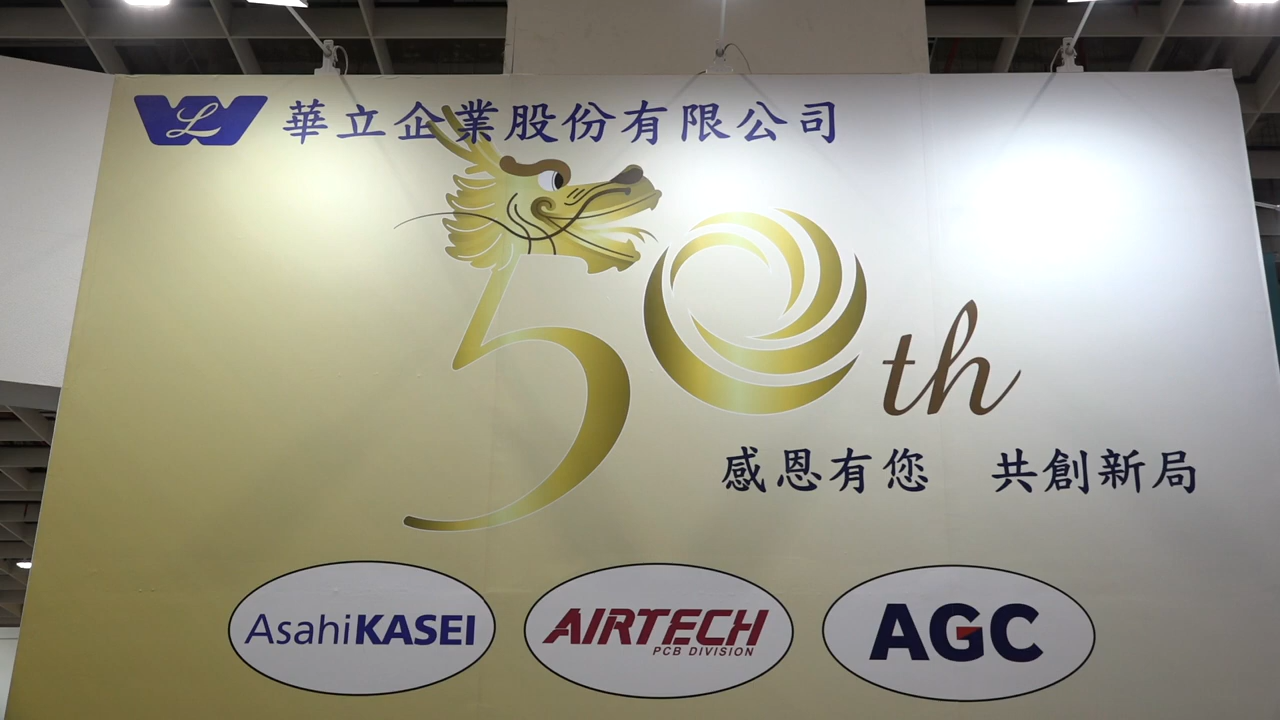 WL 華立企業股份有限公司
50th
感恩有您 共創新局
AsahiKASEI
AIRTECH
PCB DIVISION
AGC